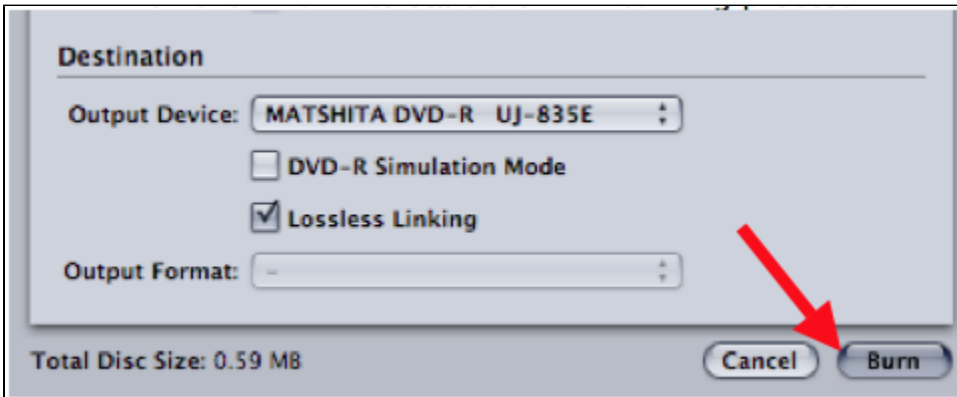 Destination
Output Device: MATSHITA DVD-R UJ-835E
DVD-R Simulation Mode
Lossless Linking
Output Format: –
Total Disc Size: 0.59 MB
Cancel Burn